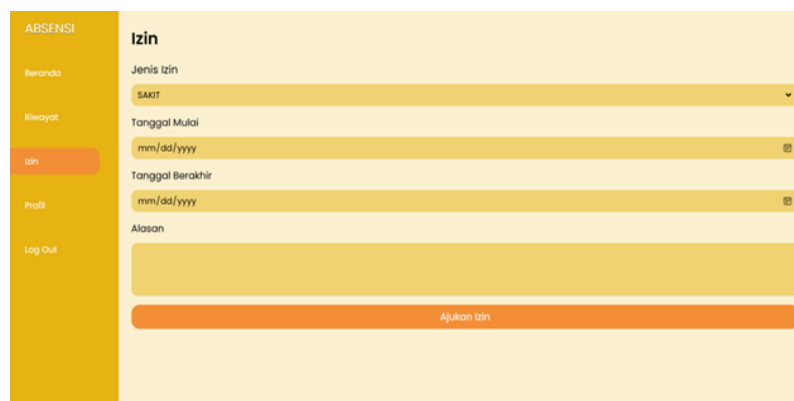 ABSENSI
Beranda
Riwayat
Izin
Profil
Log Out
Izin
Jenis Izin
SAKIT
Tanggal Mulai
mm/dd/yyyy
Tanggal Berakhir
mm/dd/yyyy
Alasan
Ajukan Izin